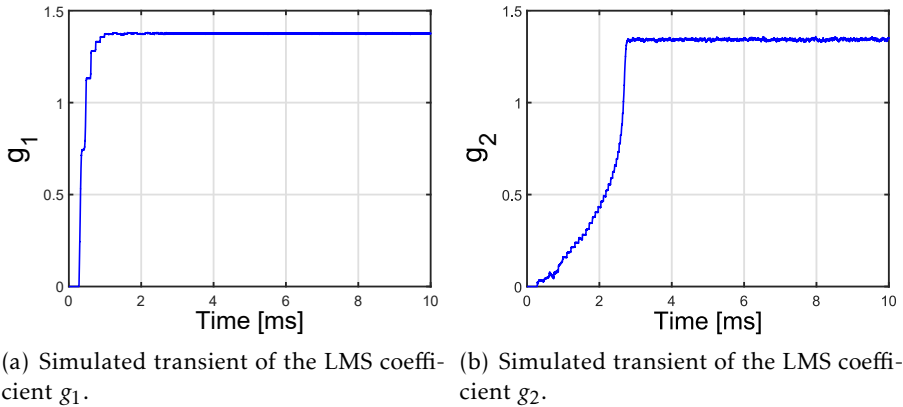 1.5
1
0.5
0
g1
0 2 4 6 8 10
Time [ms]
1.5
1
0.5
0
g2
0 2 4 6 8 10
Time [ms]
(a) Simulated transient of the LMS coeffi-
cient g1.
(b) Simulated transient of the LMS coeffi-
cient g2.